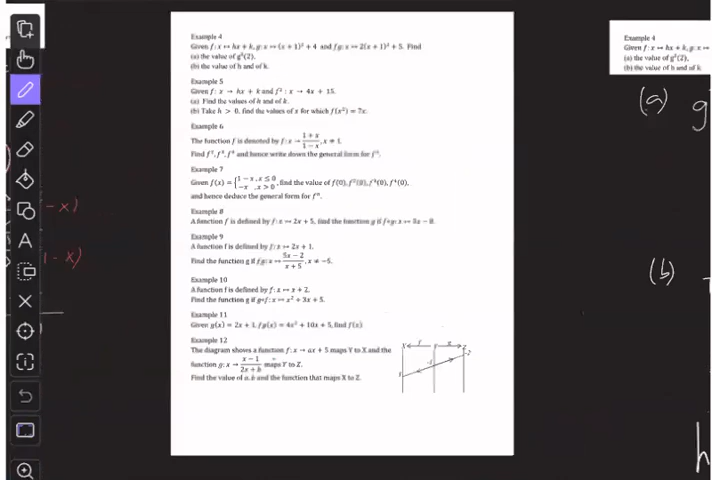 Example 4
Given f : x ↦ hx + k, g : x ↦ (x + 1)² + 4 and fg : x ↦ 2(x + 1)² + 5. Find
(a) the value of g²(2),
(b) the value of h and of k.
Example 5
Given f : x → hx + k and f² : x → 4x + 15.
(a) Find the values of h and of k.
(b) Take h > 0, find the values of x for which f(x²) = 7x.
Example 6
The function f is denoted by f : x → (1 + x)/(1 − x), x ≠ 1.
Find and hence write down the general form for
Example 7
Given f(x) = {1 − x , x ≤ 0
−x , x > 0, find the value of f(0), f²(0), f³(0), f⁴(0),
and hence deduce the general form for fⁿ.
Example 8
A function f is defined by f : x ↦ 2x + 5, find the function g if
Example 9
A function f is defined by f : x ↦ 2x + 1.
Find the function g if fg : x ↦ (5x − 2)/(x + 5), x ≠ −5.
Example 10
A function f is defined by f : x ↦ x + 2.
Find the function g if gf : x ↦ x² + 3x + 5.
Example 11
Given g(x) = 2x + 1, fg(x) = 4x² + 10x + 5, find f(x)
Example 12
The diagram shows a function f : x → ax + 5 maps Y to X and the
function g : x → (x − 1)/(2x + b) maps Y to Z.
Find the value of a, b and the function that maps X to Z.
X Y Z
-1
-2
Example 4
Given f : x ↦ hx + k, g : x ↦
(a) the value of g²(2),
(b) the value of h and of k
(a) g
(b)
h
- x)
1 - x)
A